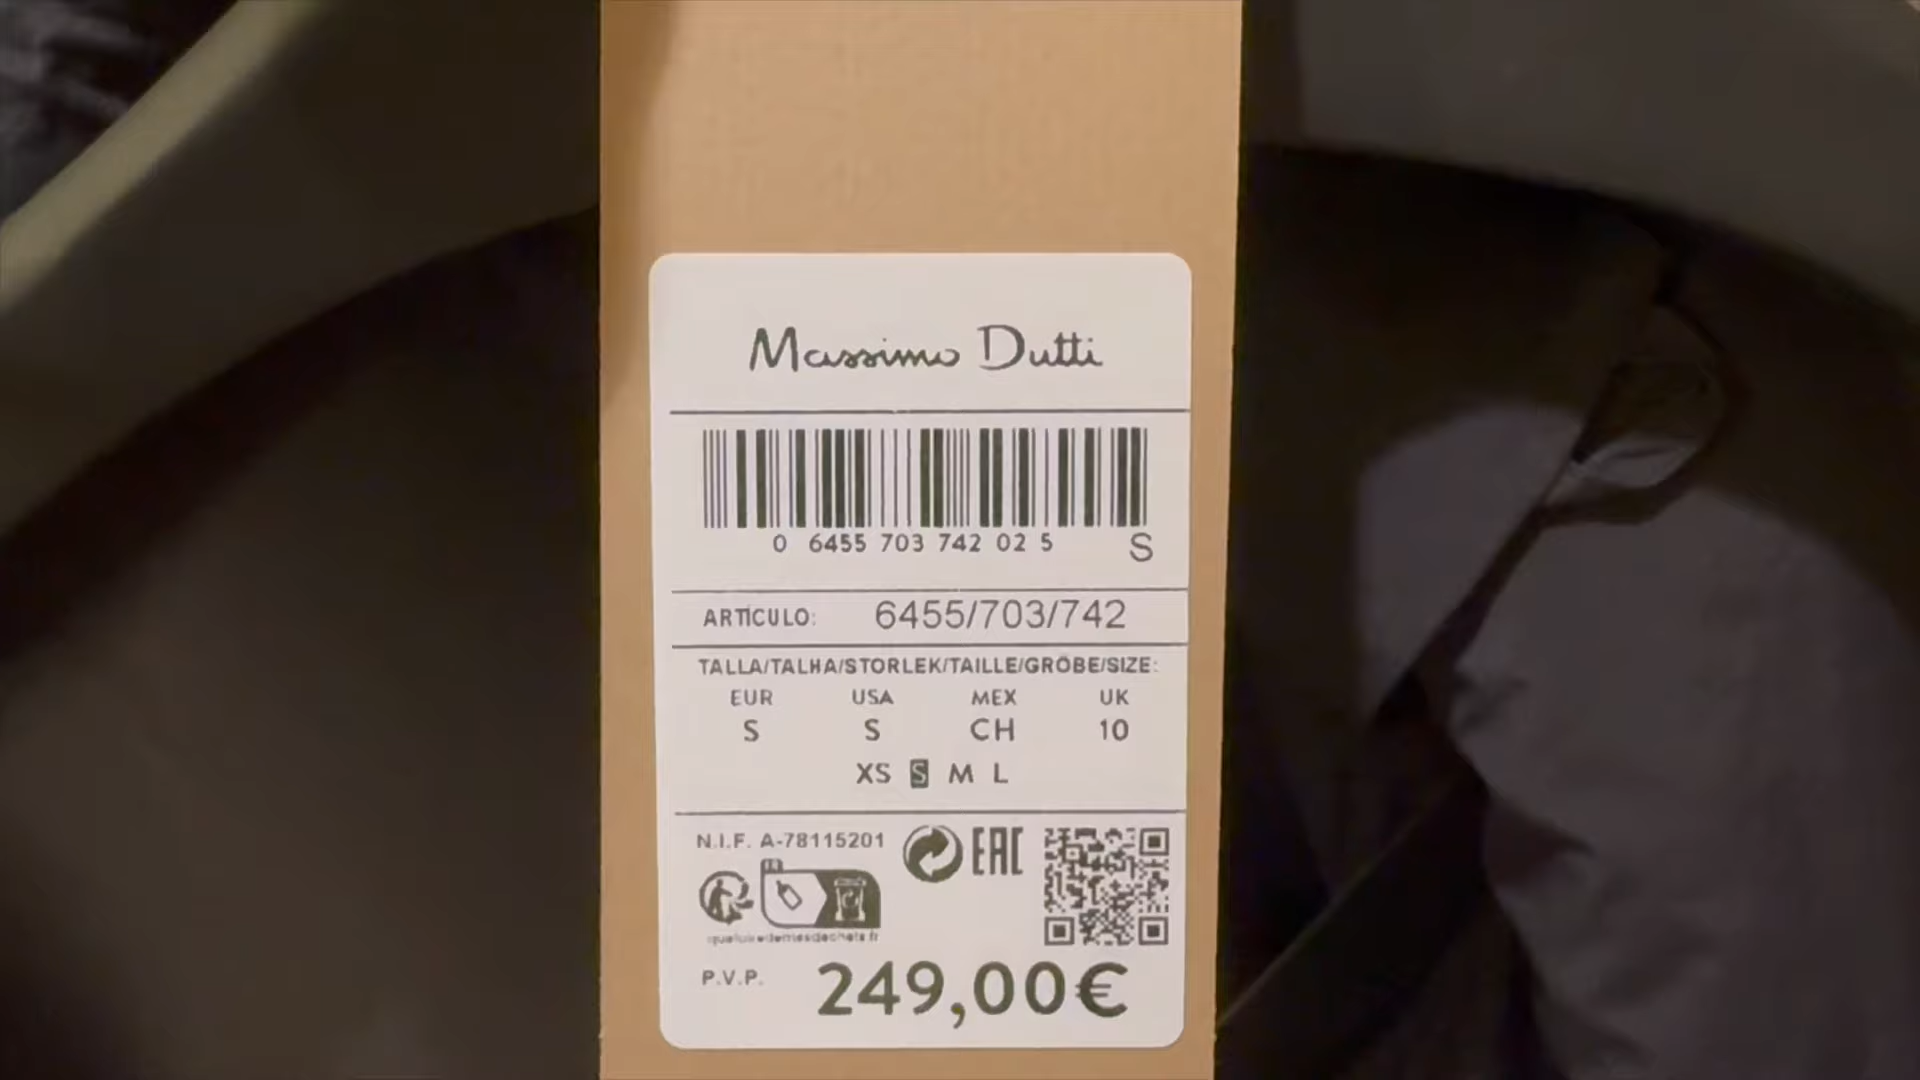 Massimo Dutti
0 6455 703 742 02 5 S
ARTÍCULO: 6455/703/742
TALLA/TALHA/STORLEK/TAILLE/GRÖBE/SIZE:
EUR USA MEX UK
S S CH 10
XS S M L
N.I.F. A-78115201
EAC
P.V.P. 249,00€